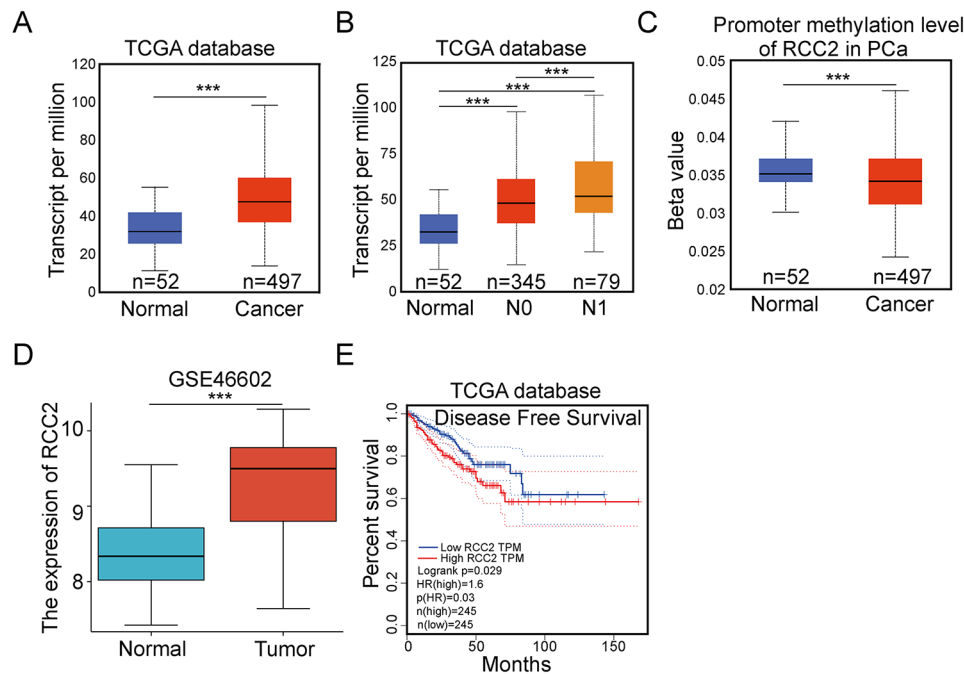 A
TCGA database
Transcript per million
120
100
80
60
40
20
0
***
n=52 n=497
Normal Cancer
B
TCGA database
Transcript per million
125
100
75
50
25
0
***
***
***
n=52 n=345 n=79
Normal N0 N1
C
Promoter methylation level
of RCC2 in PCa
Beta value
0.05
0.045
0.04
0.035
0.03
0.025
0.02
***
n=52 n=497
Normal Cancer
D
GSE46602
The expression of RCC2
10
9
8
***
Normal Tumor
E
TCGA database
Disease Free Survival
Percent survival
1.0
0.8
0.6
0.4
0.2
0.0
Low RCC2 TPM
High RCC2 TPM
Logrank p=0.029
HR(high)=1.6
p(HR)=0.03
n(high)=245
n(low)=245
0 50 100 150
Months